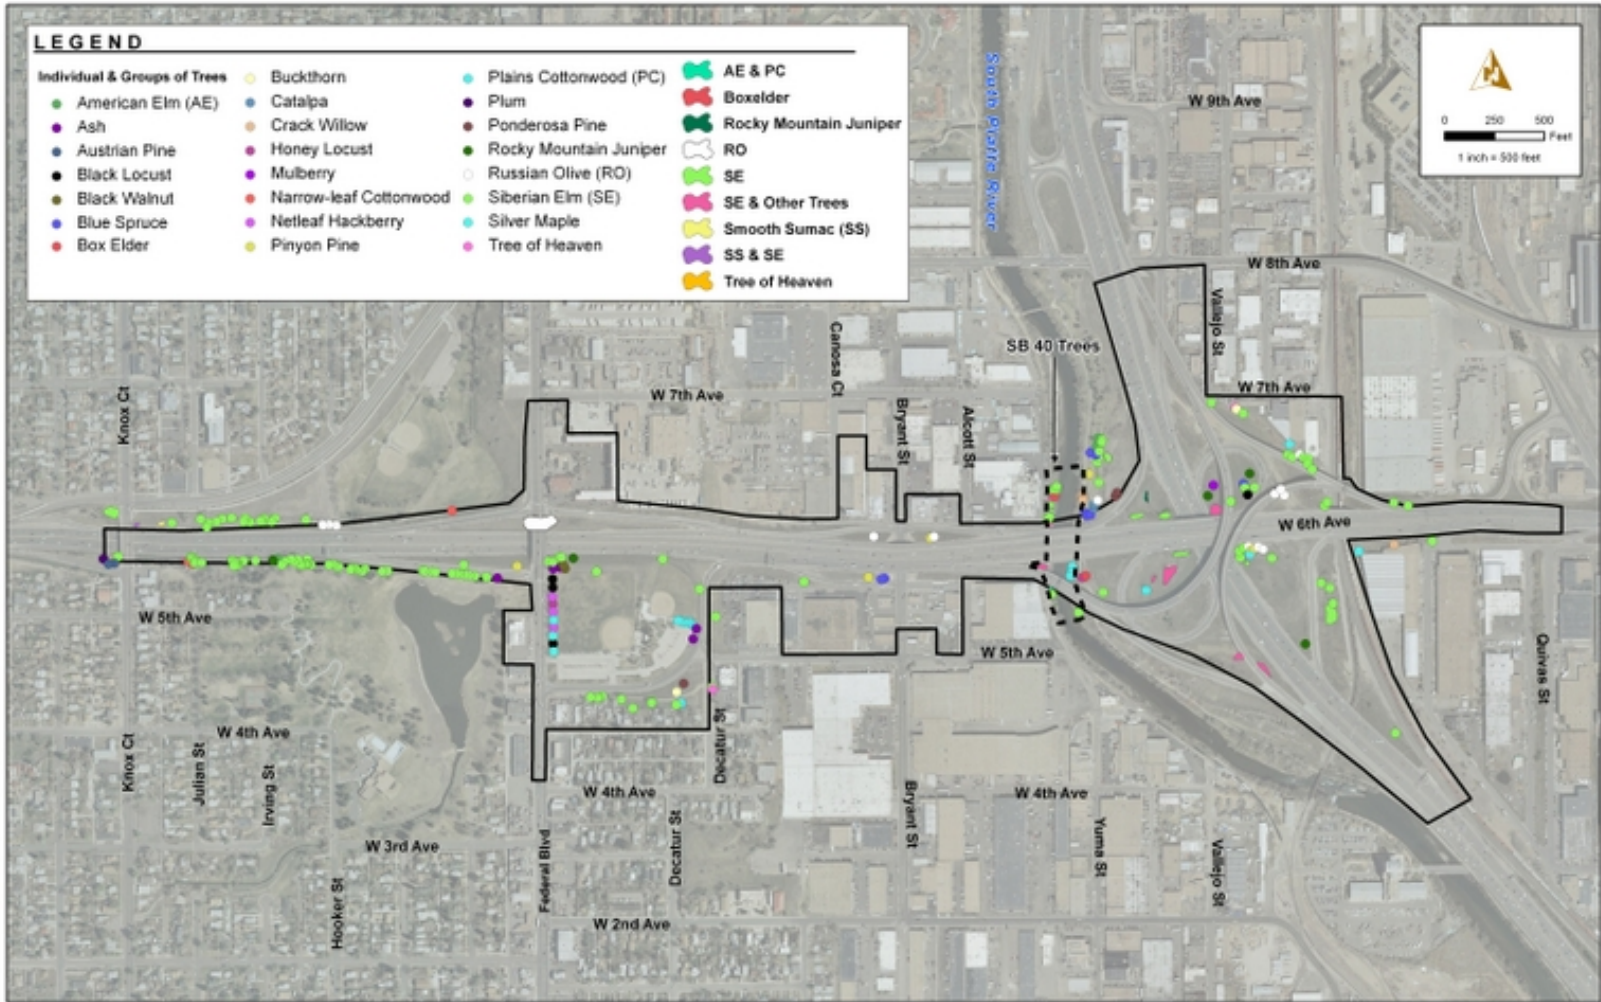 LEGEND
Individual & Groups of Trees
American Elm (AE)
Ash
Austrian Pine
Black Locust
Black Walnut
Blue Spruce
Box Elder
Buckthorn
Catalpa
Crack Willow
Honey Locust
Mulberry
Narrow-leaf Cottonwood
Netleaf Hackberry
Pinyon Pine
Plains Cottonwood (PC)
Plum
Ponderosa Pine
Rocky Mountain Juniper
Russian Olive (RO)
Siberian Elm (SE)
Silver Maple
Tree of Heaven
AE & PC
Boxelder
Rocky Mountain Juniper
RO
SE
SE & Other Trees
Smooth Sumac (SS)
SS & SE
Tree of Heaven
N
0 250 500
Feet
1 inch = 500 feet
South Platte River
W 9th Ave
W 8th Ave
Vallejo St
SB 40 Trees
Canosa Ct
W 7th Ave
W 7th Ave
Knox Ct
Bryant St
Alcott St
W 6th Ave
W 5th Ave
W 5th Ave
Quivas St
W 4th Ave
Decatur St
Knox Ct
Julian St
Irving St
W 4th Ave
W 4th Ave
Bryant St
Decatur St
Yuma St
Vallejo St
W 3rd Ave
Federal Blvd
Hooker St
W 2nd Ave